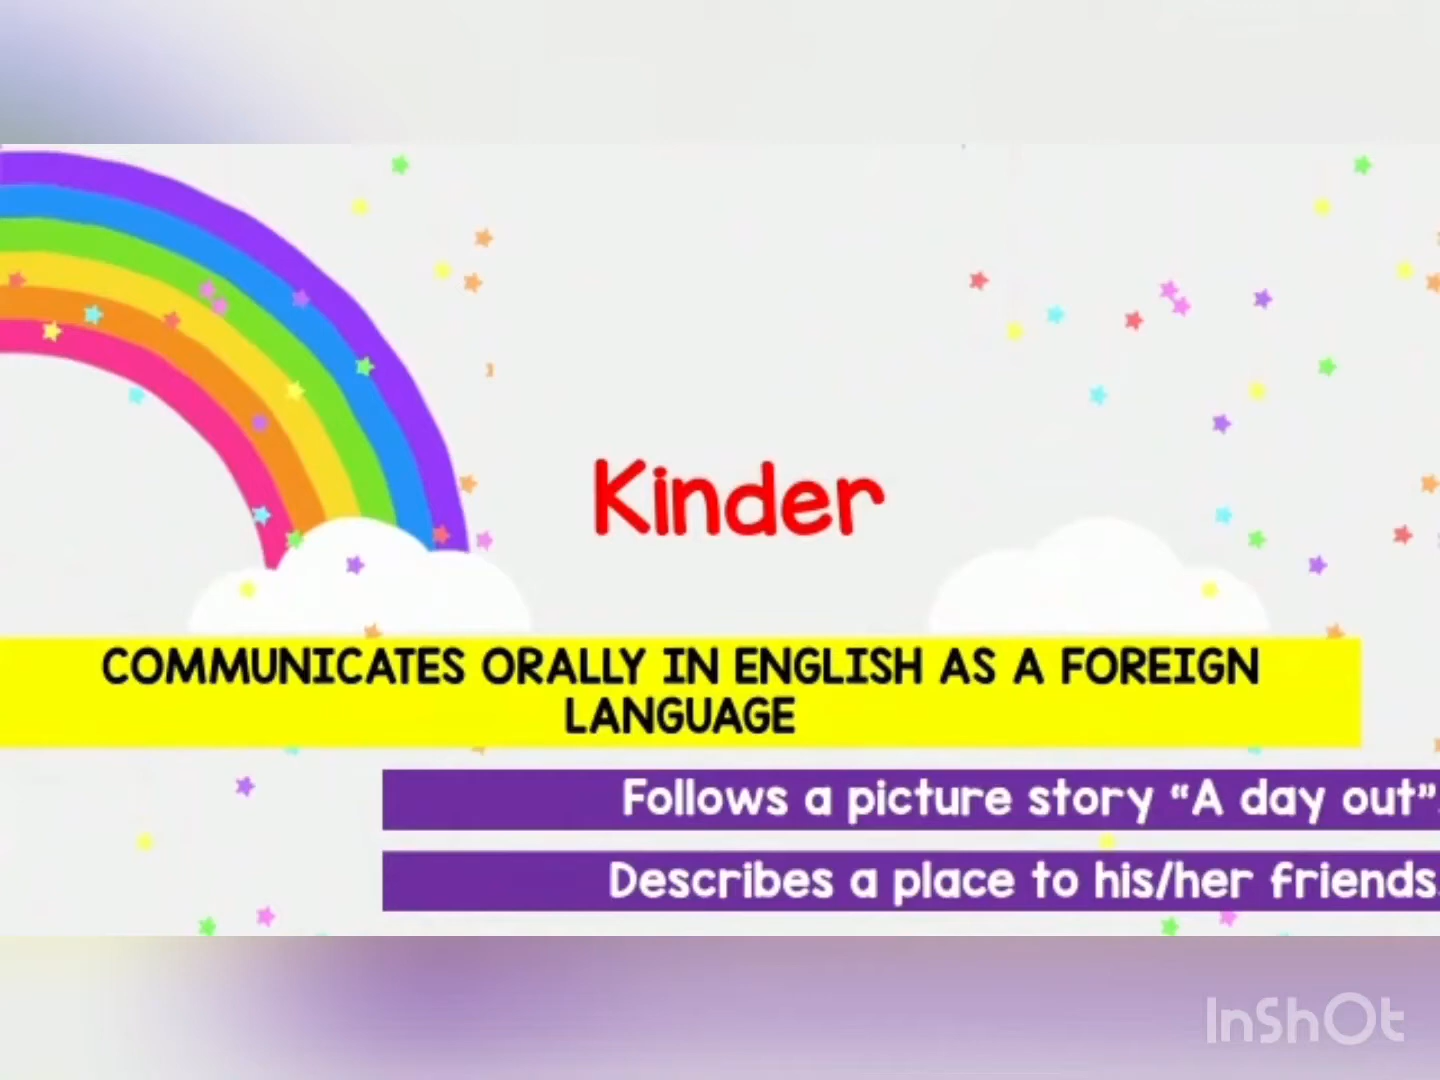 Kinder
COMMUNICATES ORALLY IN ENGLISH AS A FOREIGN
LANGUAGE
Follows a picture story “A day out”.
Describes a place to his/her friends.
InShOt